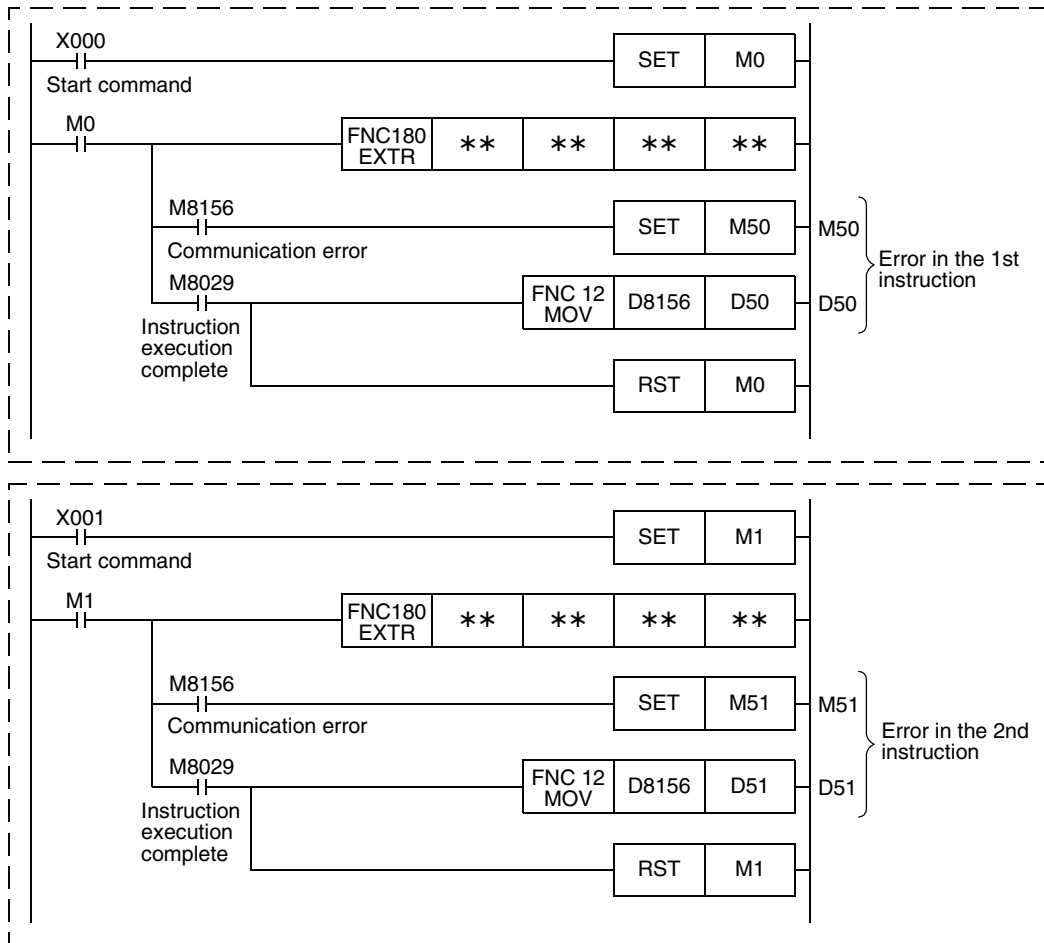 X000
SET M0
Start command
M0
FNC180
EXTR
** ** ** **
M8156
SET M50 M50
Communication error
Error in the 1st
instruction
M8029
FNC 12
MOV
D8156 D50 D50
Instruction
execution
complete
RST M0
X001
SET M1
Start command
M1
FNC180
EXTR
** ** ** **
M8156
SET M51 M51
Communication error
Error in the 2nd
instruction
M8029
FNC 12
MOV
D8156 D51 D51
Instruction
execution
complete
RST M1